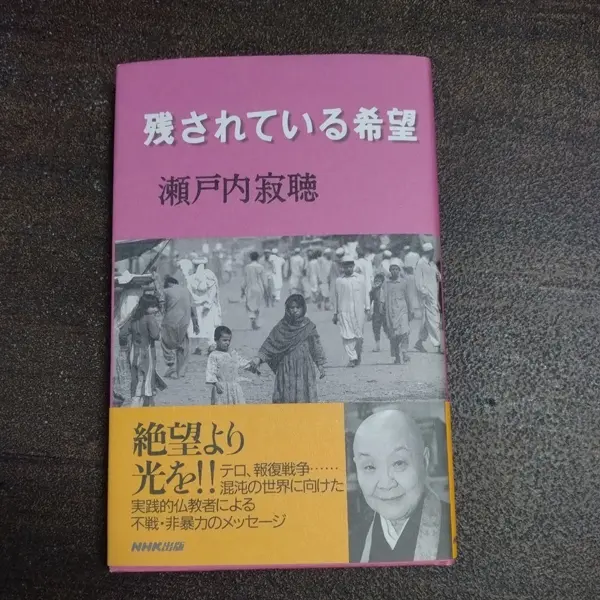 残されている希望
瀬戸内寂聴
絶望より
光を!!
テロ、報復戦争……
混沌の世界に向けた
実践的仏教者による
不戦・非暴力のメッセージ
NHK出版